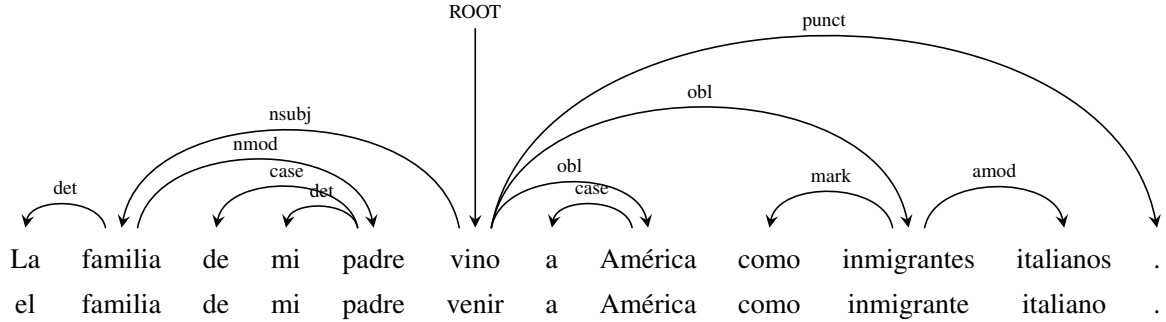 ROOT
punct
obl
nsubj
nmod
obl
case
mark
amod
det
det
case
La familia de mi padre vino a América como inmigrantes italianos .
el familia de mi padre venir a América como inmigrante italiano .